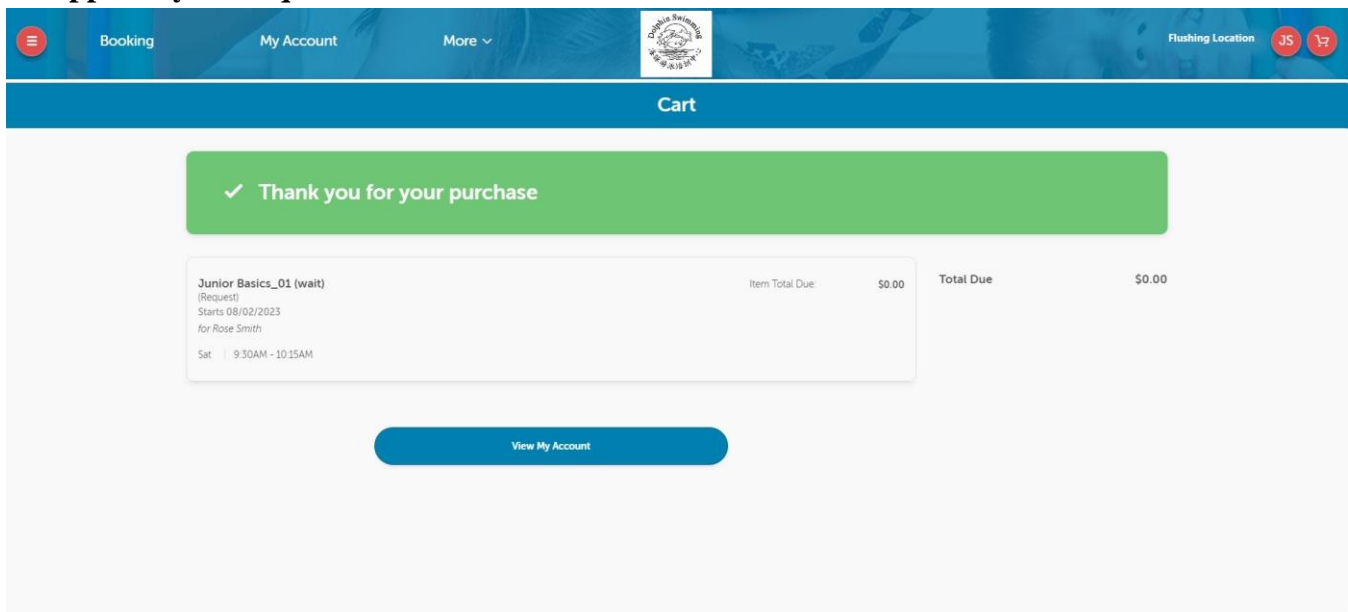 Booking
My Account
More
Dolphin Swimming
Flushing Location
JS
Cart
Thank you for your purchase
Junior Basics_01 (wait)
(Request)
Starts 08/02/2023
for Rose Smith
Sat | 9:30AM - 10:15AM
Item Total Due $0.00
Total Due $0.00
View My Account